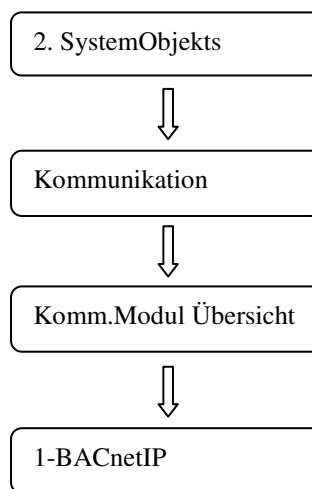 2. SystemObjekts
Kommunikation
Komm.Modul Übersicht
1-BACnetIP